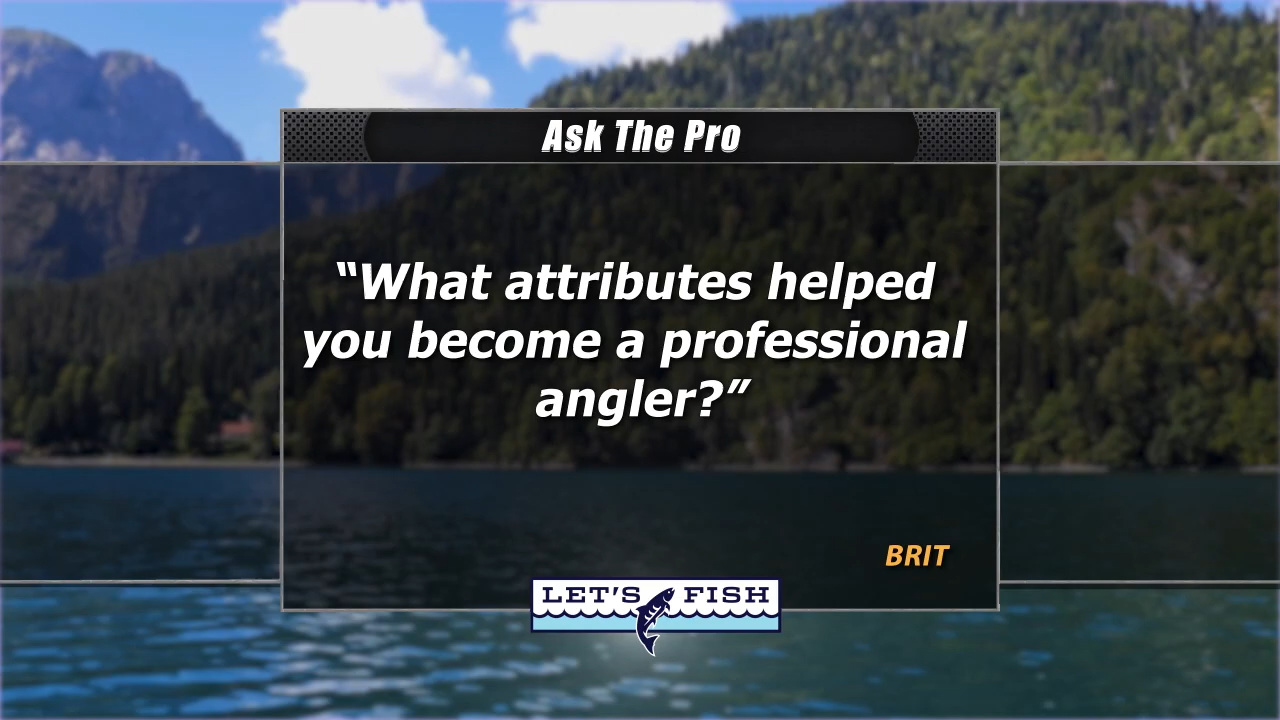 Ask The Pro
“What attributes helped
you become a professional
angler?”
BRIT
LET'S FISH